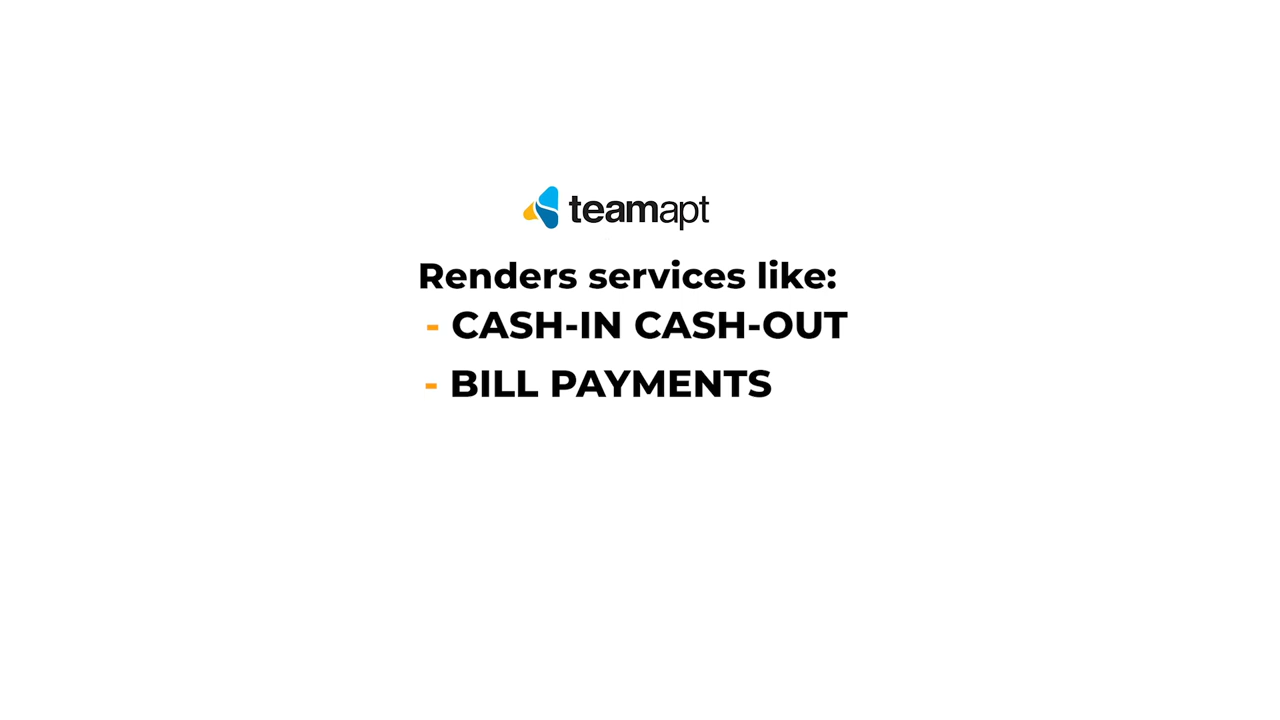 teamapt
Renders services like:
- CASH-IN CASH-OUT
- BILL PAYMENTS